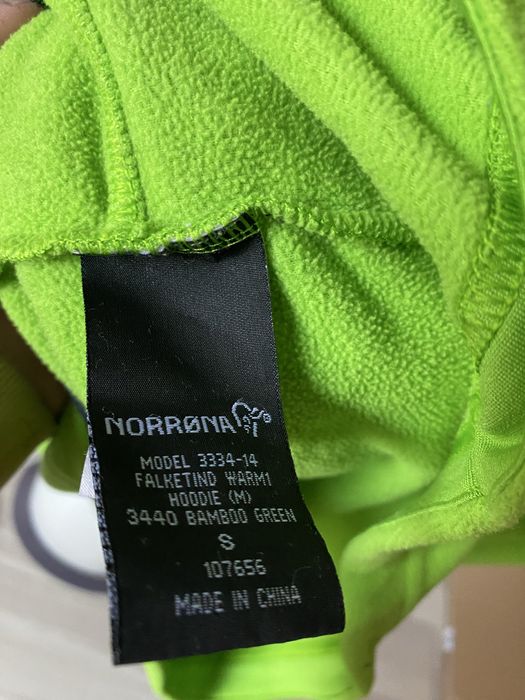 NORRØNA
MODEL 3334-14
FALKETIND WARM1
HOODIE (M)
3440 BAMBOO GREEN
S
107656
MADE IN CHINA